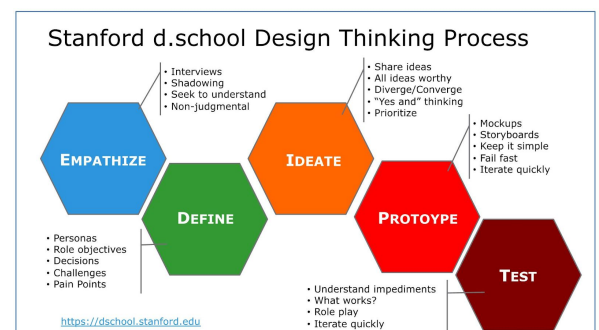 Stanford d.school Design Thinking Process
• Interviews
• Shadowing
• Seek to understand
• Non-judgmental
EMPATHIZE
• Personas
• Role objectives
• Decisions
• Challenges
• Pain Points
DEFINE
• Share ideas
• All ideas worthy
• Diverge/Converge
• “Yes and” thinking
• Prioritize
IDEATE
• Mockups
• Storyboards
• Keep it simple
• Fail fast
• Iterate quickly
PROTOYPE
• Understand impediments
• What works?
• Role play
• Iterate quickly
TEST
https://dschool.stanford.edu